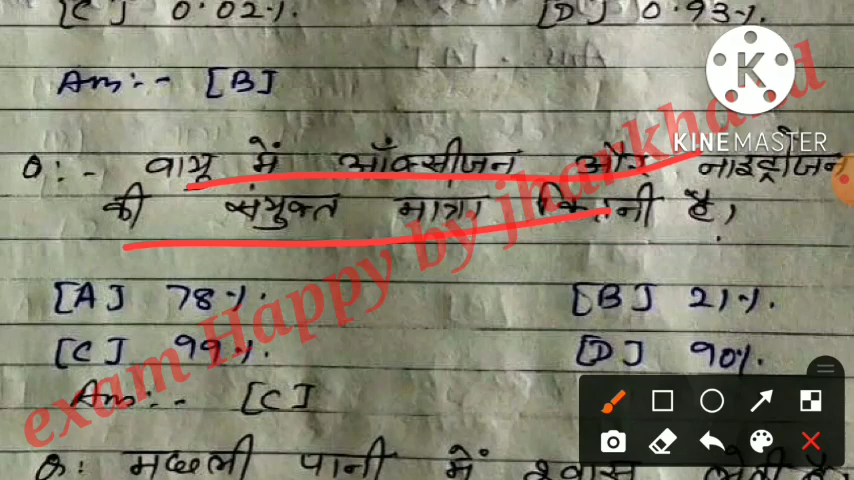 [C] 0.02%. [D] 0.93%.
Ans:- [B]
Q:- वायु में ऑक्सीजन और नाइट्रोजन
की संयुक्त मात्रा कितनी है,
[A] 78%. [B] 21%.
[C] 99%. [D] 90%.
Ans:- [C]
Q: मछली पानी में श्वास लेती है
exam Happy by jharkhand
K
KINEMASTER